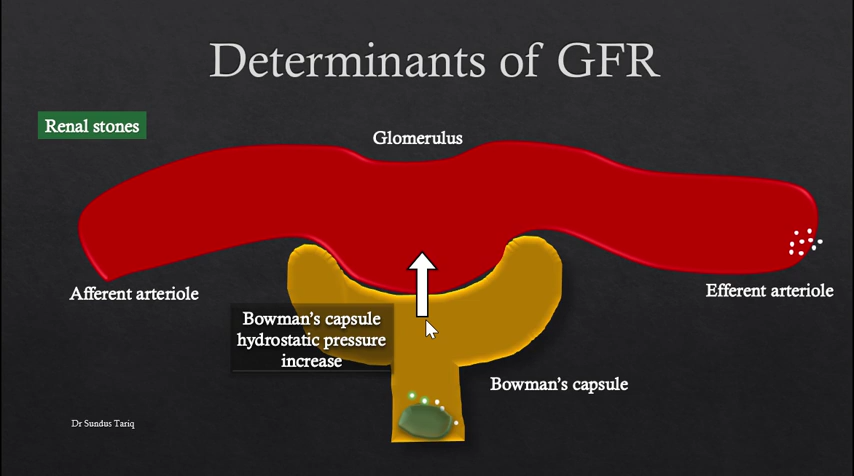 Determinants of GFR
Renal stones
Glomerulus
Afferent arteriole
Efferent arteriole
Bowman's capsule
hydrostatic pressure
increase
Bowman's capsule
Dr Sundus Tariq